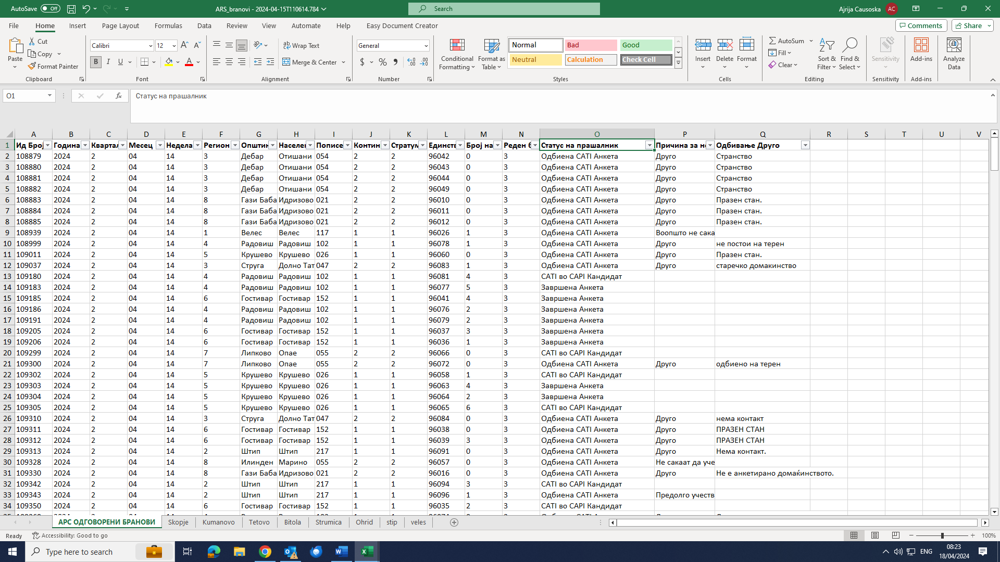 AutoSave Off ARS_branovi - 2024-04-15T110614.784 Search Ajrija Causoska AC
File Home Insert Page Layout Formulas Data Review View Automate Help Easy Document Creator Comments Share
Paste Cut Copy Format Painter Clipboard
Calibri 12 B I U A Font
Wrap Text Merge & Center Alignment
General $ % Number
Conditional Formatting Format as Table Normal Bad Good Neutral Calculation Check Cell Styles
Insert Delete Format Cells
AutoSum Fill Clear Sort & Filter Find & Select Editing
Sensitivity Sensitivity
Add-ins Add-ins
Analyze Data
O1 fx Статус на прашалник
A B C D E F G H I J K L M N O P Q R S T U V
1 Ид Број Година Квартал Месец Недела Регион Општин Населен Пописе Контин Стратум Единств Број на Реден б Статус на прашалник Причина за не Одбивање Друго
2 108879 2024 2 04 14 3 Дебар Отишани 054 2 2 96042 0 3 Одбиена CATI Анкета Друго Странство
3 108880 2024 2 04 14 3 Дебар Отишани 054 2 2 96043 0 3 Одбиена CATI Анкета Друго Странство
4 108881 2024 2 04 14 3 Дебар Отишани 054 2 2 96044 0 3 Одбиена CATI Анкета Друго Странство
5 108882 2024 2 04 14 3 Дебар Отишани 054 2 2 96049 0 3 Одбиена CATI Анкета Друго Странство
6 108883 2024 2 04 14 8 Гази Баба Идризово 021 2 2 96010 0 3 Одбиена CATI Анкета Друго Празен стан.
7 108884 2024 2 04 14 8 Гази Баба Идризово 021 2 2 96011 0 3 Одбиена CATI Анкета Друго Празен стан.
8 108885 2024 2 04 14 8 Гази Баба Идризово 021 2 2 96012 0 3 Одбиена CATI Анкета Друго Празен стан.
9 108939 2024 2 04 14 1 Велес Велес 117 1 1 96026 1 3 Одбиена CATI Анкета Воопшто не сака
10 108999 2024 2 04 14 4 Радовиш Радовиш 102 1 1 96078 1 3 Одбиена CATI Анкета Друго не постои на терен
11 109011 2024 2 04 14 5 Крушево Крушево 026 1 1 96060 0 3 Одбиена CATI Анкета Друго Празен стан.
12 109037 2024 2 04 14 3 Струга Долно Тат 047 2 2 96083 1 3 Одбиена CATI Анкета Друго старечко домакинство
13 109180 2024 2 04 14 4 Радовиш Радовиш 102 1 1 96081 4 3 CATI во CAPI Кандидат
14 109183 2024 2 04 14 4 Радовиш Радовиш 102 1 1 96077 5 3 Завршена Анкета
15 109185 2024 2 04 14 6 Гостивар Гостивар 152 1 1 96041 4 3 Завршена Анкета
16 109186 2024 2 04 14 4 Радовиш Радовиш 102 1 1 96076 2 3 Завршена Анкета
17 109191 2024 2 04 14 4 Радовиш Радовиш 102 1 1 96079 2 3 Завршена Анкета
18 109205 2024 2 04 14 6 Гостивар Гостивар 152 1 1 96037 3 3 Завршена Анкета
19 109206 2024 2 04 14 6 Гостивар Гостивар 152 1 1 96036 1 3 Завршена Анкета
20 109299 2024 2 04 14 7 Липково Опае 055 2 2 96066 0 3 CATI во CAPI Кандидат
21 109300 2024 2 04 14 7 Липково Опае 055 2 2 96072 0 3 Одбиена CATI Анкета Друго одбиено на терен
22 109302 2024 2 04 14 5 Крушево Крушево 026 1 1 96058 1 3 CATI во CAPI Кандидат
23 109303 2024 2 04 14 5 Крушево Крушево 026 1 1 96063 4 3 Завршена Анкета
24 109304 2024 2 04 14 5 Крушево Крушево 026 1 1 96064 2 3 Завршена Анкета
25 109305 2024 2 04 14 5 Крушево Крушево 026 1 1 96065 6 3 CATI во CAPI Кандидат
26 109310 2024 2 04 14 3 Струга Долно Тат 047 2 2 96084 0 3 Одбиена CATI Анкета Друго нема контакт
27 109311 2024 2 04 14 6 Гостивар Гостивар 152 1 1 96038 0 3 Одбиена CATI Анкета Друго ПРАЗЕН СТАН
28 109312 2024 2 04 14 6 Гостивар Гостивар 152 1 1 96039 3 3 Одбиена CATI Анкета Друго ПРАЗЕН СТАН
29 109313 2024 2 04 14 2 Штип Штип 217 1 1 96091 0 3 Одбиена CATI Анкета Друго Нема контакт.
30 109328 2024 2 04 14 8 Илинден Марино 055 2 2 96057 0 3 Одбиена CATI Анкета Не сакаат да уче
31 109330 2024 2 04 14 8 Гази Баба Идризово 021 2 2 96016 0 3 Одбиена CATI Анкета Друго Не е анкетирано домаќинството.
32 109342 2024 2 04 14 2 Штип Штип 217 1 1 96094 3 3 CATI во CAPI Кандидат
33 109343 2024 2 04 14 2 Штип Штип 217 1 1 96096 1 3 Одбиена CATI Анкета Предолго учеств
34 109350 2024 2 04 14 6 Гостивар Гостивар 152 1 1 96035 2 3 CATI во CAPI Кандидат
АРС ОДГОВОРЕНИ БРАНОВИ Skopje Kumanovo Tetovo Bitola Strumica Ohrid stip veles
Ready Accessibility: Good to go 100%
Type here to search ENG 08:23
18/04/2024